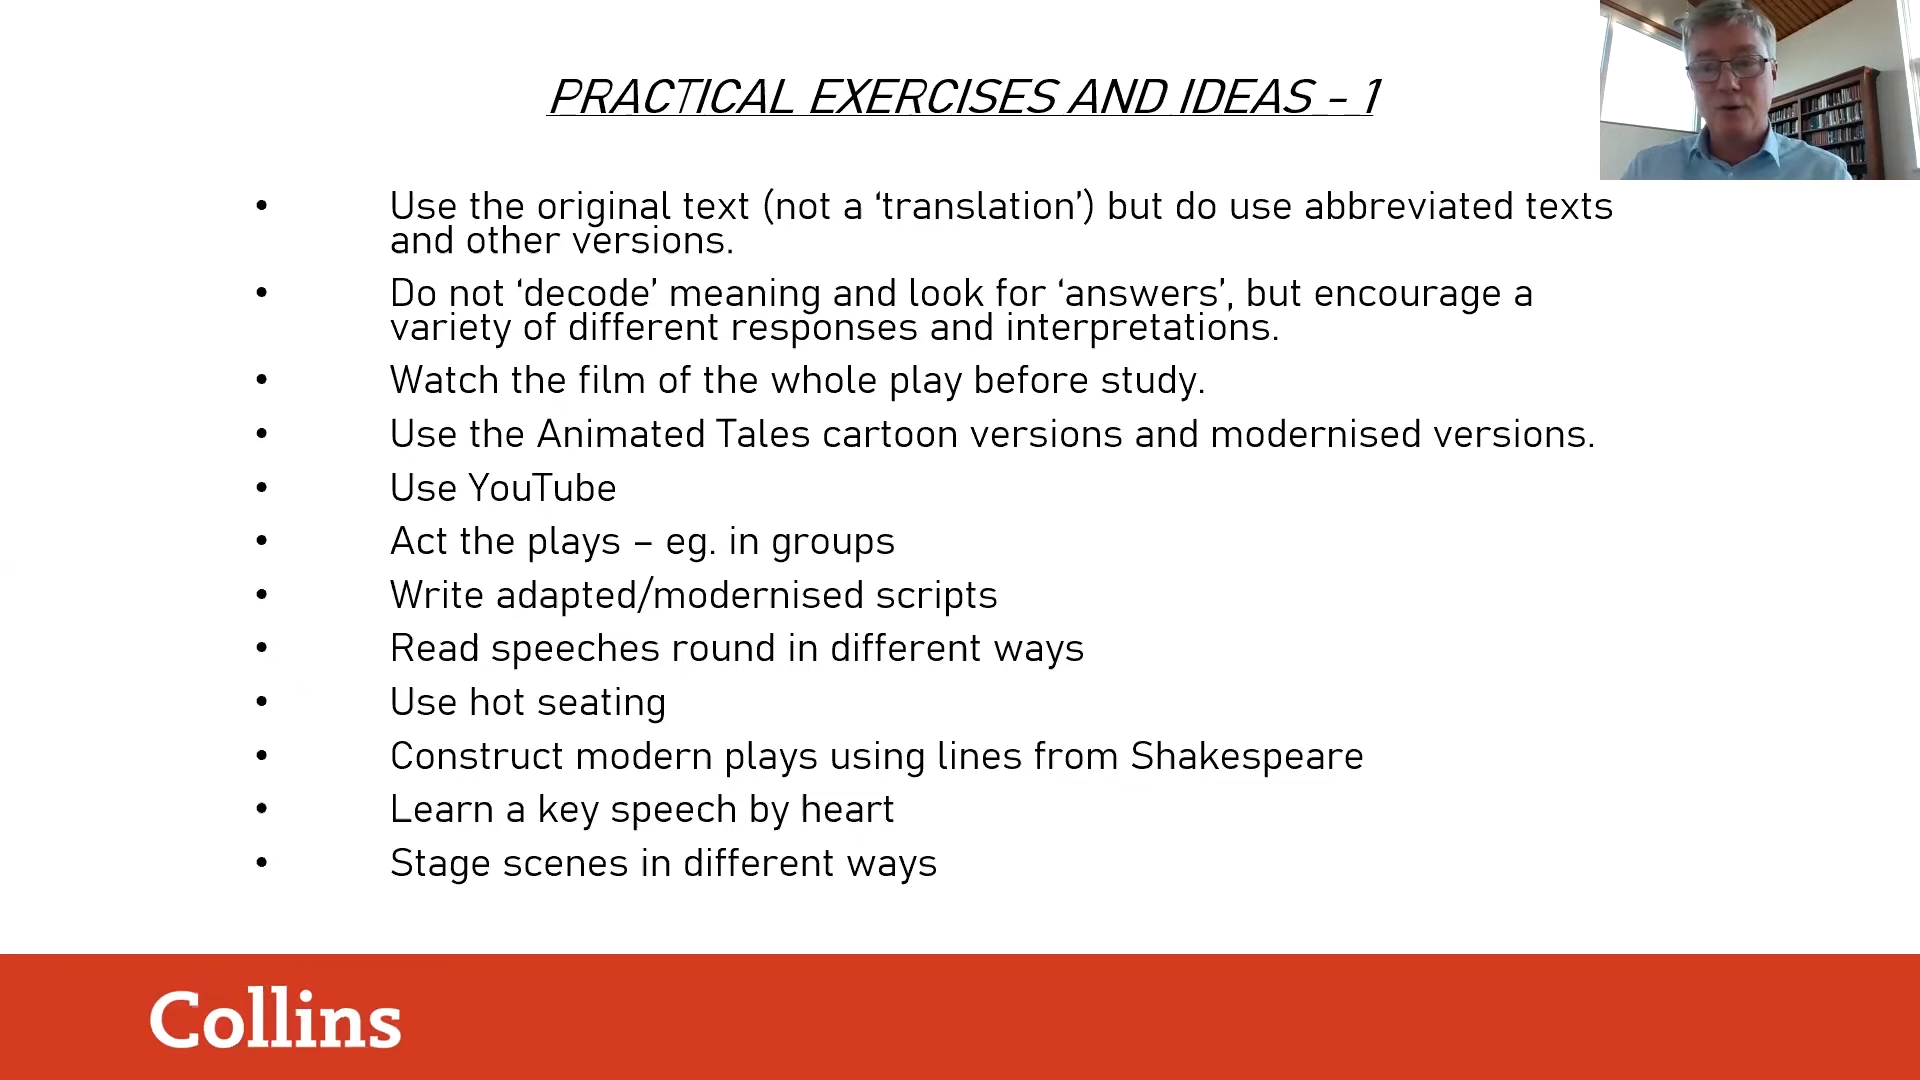 PRACTICAL EXERCISES AND IDEAS – 1
• Use the original text (not a ‘translation’) but do use abbreviated texts
and other versions.
• Do not ‘decode’ meaning and look for ‘answers’, but encourage a
variety of different responses and interpretations.
• Watch the film of the whole play before study.
• Use the Animated Tales cartoon versions and modernised versions.
• Use YouTube
• Act the plays – eg. in groups
• Write adapted/modernised scripts
• Read speeches round in different ways
• Use hot seating
• Construct modern plays using lines from Shakespeare
• Learn a key speech by heart
• Stage scenes in different ways
Collins